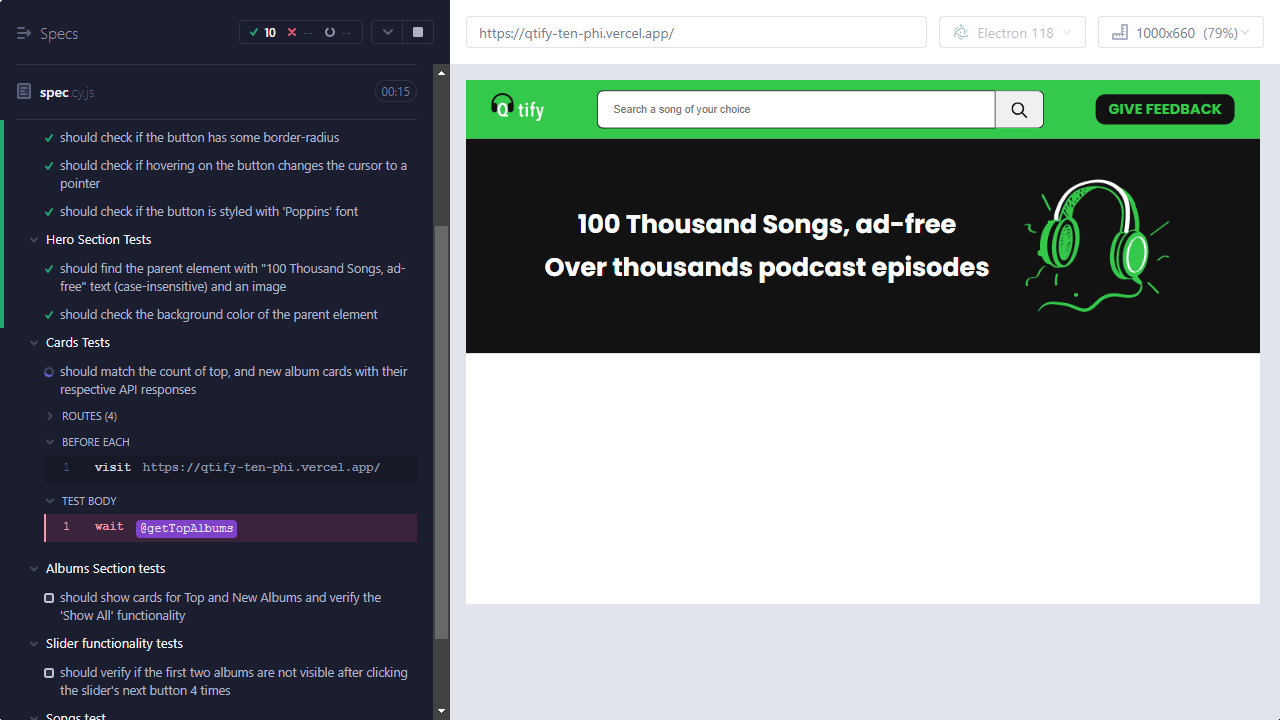 Specs
10 -- --
spec.cy.js
00:15
should check if the button has some border-radius
should check if hovering on the button changes the cursor to a
pointer
should check if the button is styled with 'Poppins' font
Hero Section Tests
should find the parent element with "100 Thousand Songs, ad-
free" text (case-insensitive) and an image
should check the background color of the parent element
Cards Tests
should match the count of top, and new album cards with their
respective API responses
ROUTES (4)
BEFORE EACH
1 visit https://qtify-ten-phi.vercel.app/
TEST BODY
1 wait @getTopAlbums
Albums Section tests
should show cards for Top and New Albums and verify the
'Show All' functionality
Slider functionality tests
should verify if the first two albums are not visible after clicking
the slider's next button 4 times
Songs test
https://qtify-ten-phi.vercel.app/
Electron 118
1000x660 (79%)
Qtify
Search a song of your choice
GIVE FEEDBACK
100 Thousand Songs, ad-free
Over thousands podcast episodes